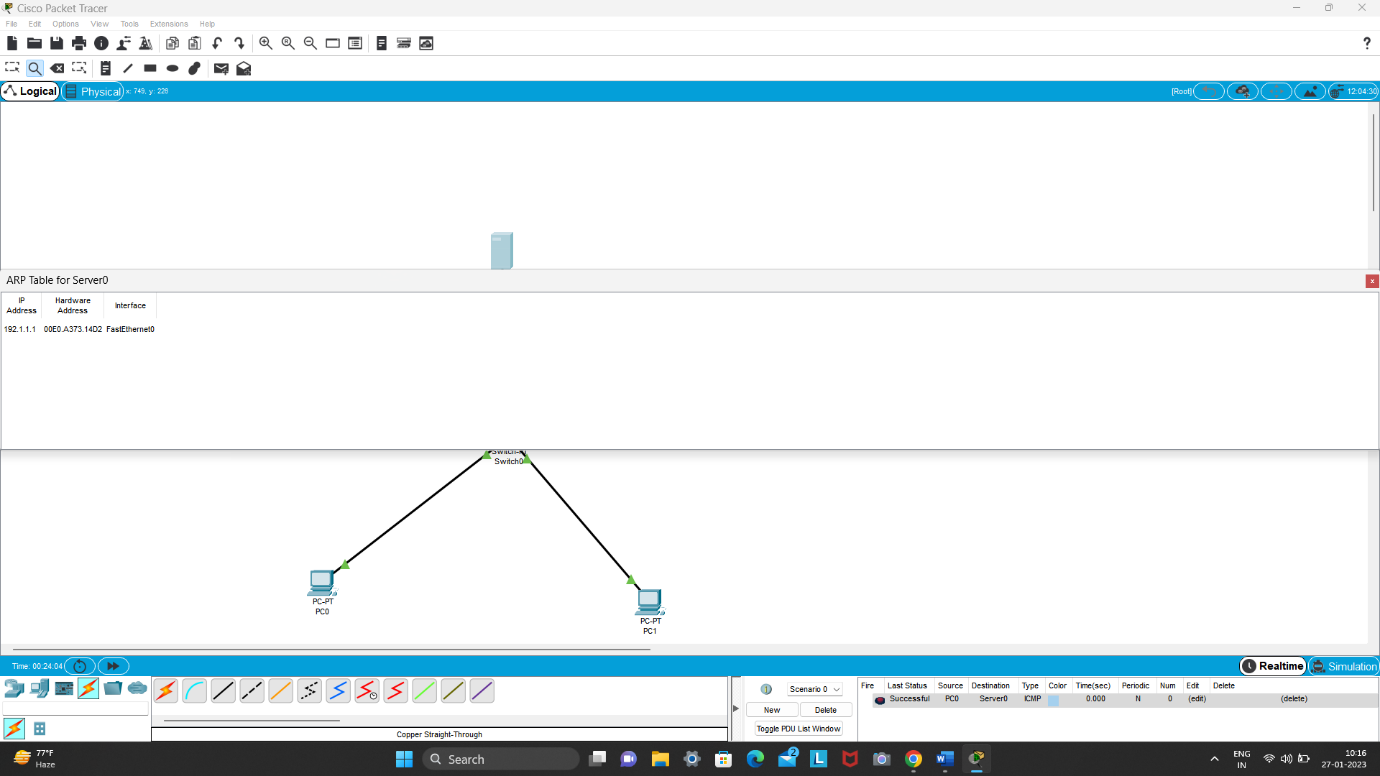 Cisco Packet Tracer
File Edit Options View Tools Extensions Help
?
Logical Physical x: 749, y: 228 [Root] 12:04:30
ARP Table for Server0 x
IP Address Hardware Address Interface
192.1.1.1 00E0.A373.14D2 FastEthernet0
Switch0
PC-PT
PC0
PC-PT
PC1
Time: 00:24:04 Realtime Simulation
Scenario 0
New Delete
Toggle PDU List Window
Fire Last Status Source Destination Type Color Time(sec) Periodic Num Edit Delete
Successful PC0 Server0 ICMP 0.000 N 0 (edit) (delete)
Copper Straight-Through
77°F
Haze
Search
2
L
W
ENG
IN
10:16
27-01-2023